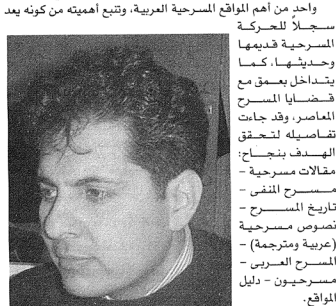 واحد من أهم المواقع المسرحية العربية، وتتبع أهميته من كونه يعد
سجلاً للحركة
المسرحية قديمها
وحديثها، كما
يتداخل بعمق مع
قضايا المسرح
المعاصر، وقد جاءت
تفاصيله لتحقق
الهدف بنجاح:
مقالات مسرحية -
مسرح المنفى -
تاريخ المسرح -
نصوص مسرحية
(عربية ومترجمة) -
المسرح العربي -
مسرحيون - دليل
المواقع.